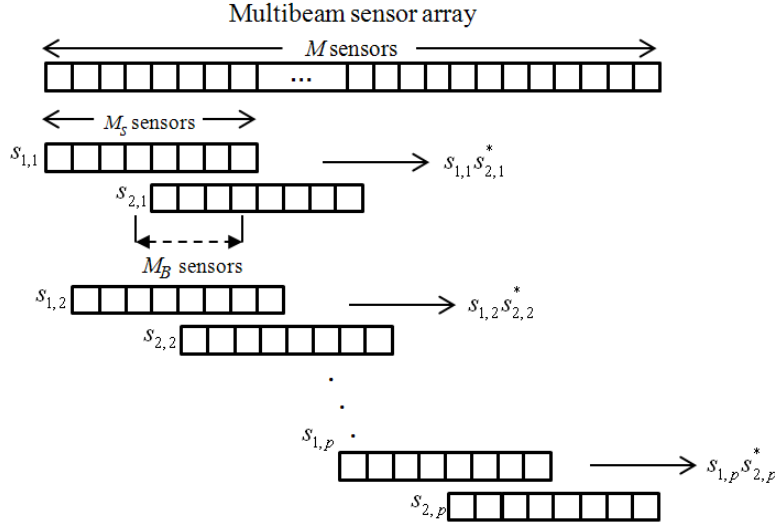 Multibeam sensor array
M sensors
...
M_s sensors
s_{1,1}
s_{1,1} s^*_{2,1}
s_{2,1}
M_B sensors
s_{1,2}
s_{1,2} s^*_{2,2}
s_{2,2}
.
.
.
s_{1,p}
s_{1,p} s^*_{2,p}
s_{2,p}